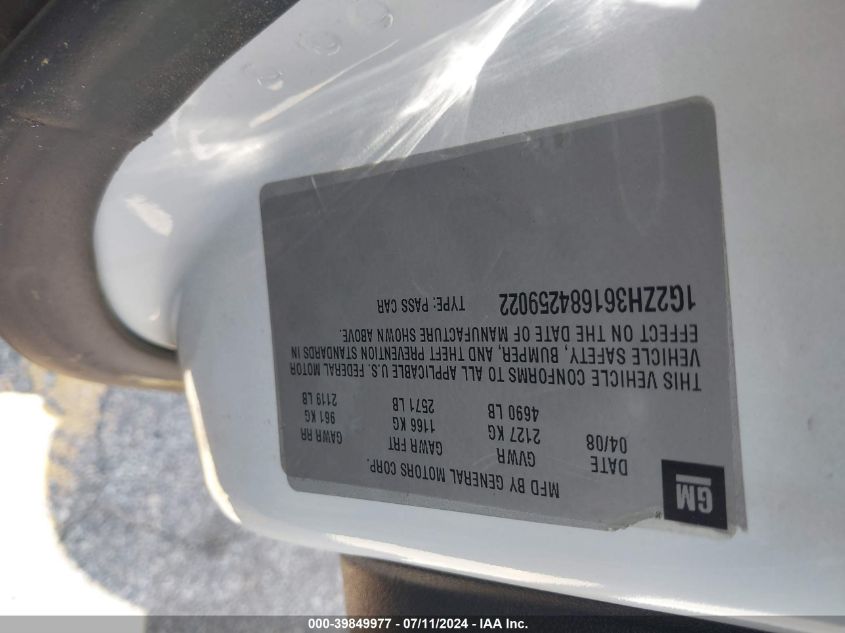 GM
MFD BY GENERAL MOTORS CORP.
DATE GVWR GAWR FRT GAWR RR
04/08 2127 KG 1166 KG 961 KG
4690 LB 2571 LB 2119 LB
THIS VEHICLE CONFORMS TO ALL APPLICABLE U.S. FEDERAL MOTOR
VEHICLE SAFETY, BUMPER, AND THEFT PREVENTION STANDARDS IN
EFFECT ON THE DATE OF MANUFACTURE SHOWN ABOVE.
1G2ZH361684259022 TYPE: PASS CAR
000-39849977 - 07/11/2024 - IAA Inc.